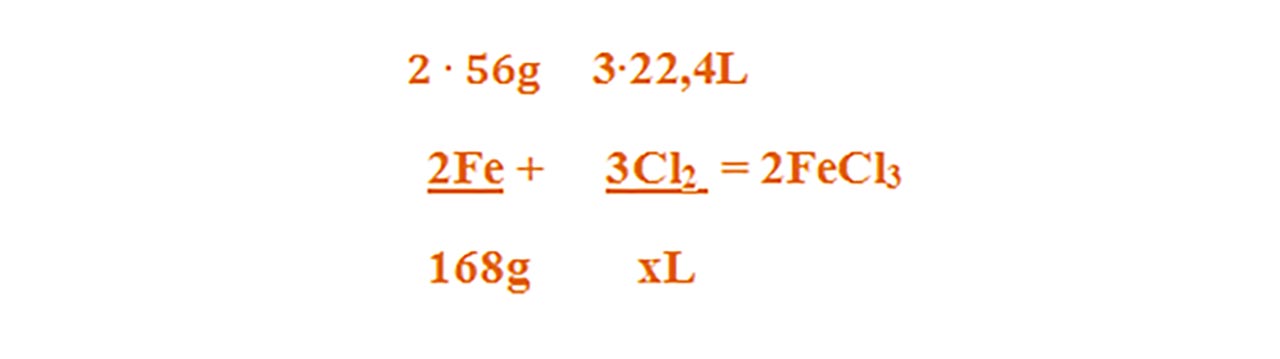 2 · 56g 3·22,4L
2Fe + 3Cl₂ = 2FeCl₃
168g xL